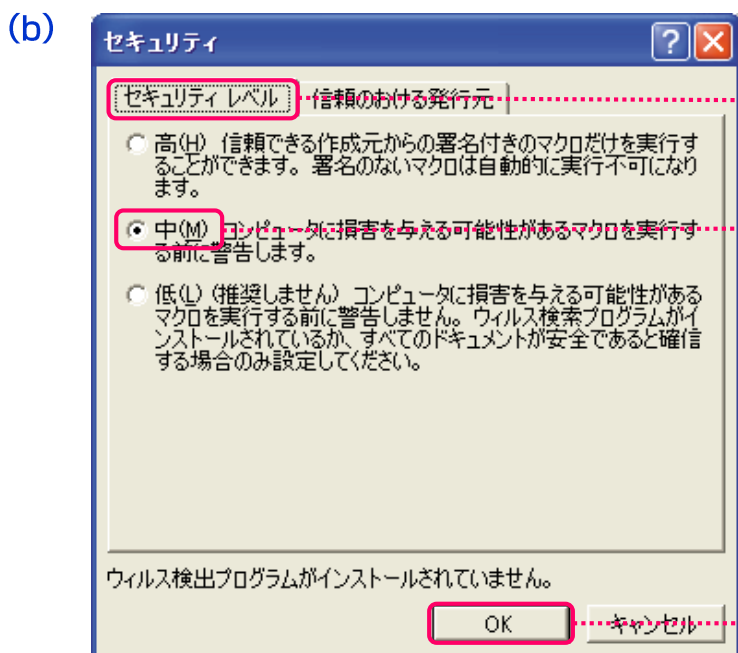 (b)
セキュリティ
セキュリティ レベル 信頼のおける発行元
高(H) 信頼できる作成元からの署名付きのマクロだけを実行す
ることができます。署名のないマクロは自動的に実行不可になり
ます。
中(M) コンピュータに損害を与える可能性があるマクロを実行す
る前に警告します。
低(L) (推奨しません) コンピュータに損害を与える可能性がある
マクロを実行する前に警告しません。ウィルス検索プログラムがイ
ンストールされているか、すべてのドキュメントが安全であると確信
する場合のみ設定してください。
ウィルス検出プログラムがインストールされていません。
OK キャンセル